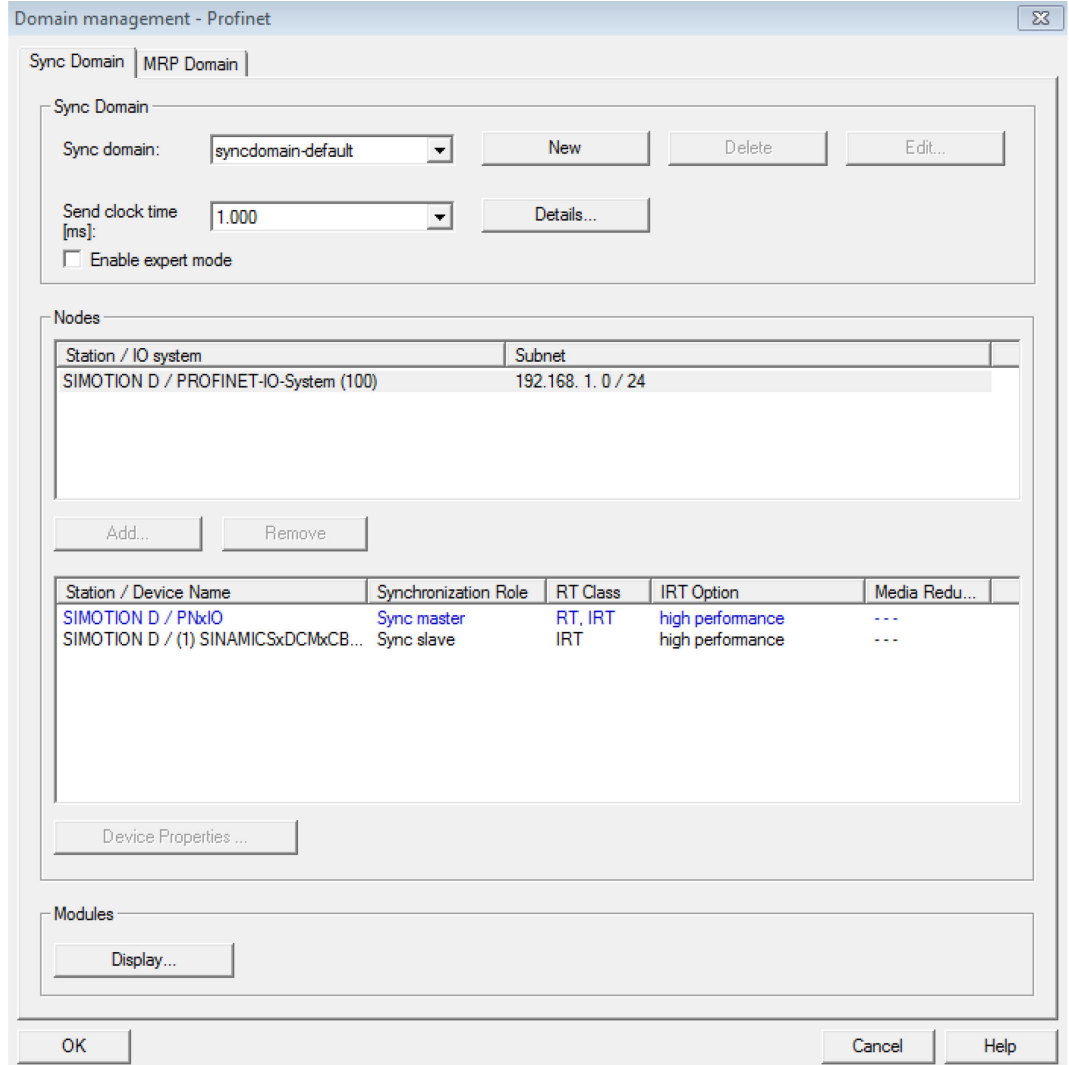 Domain management - Profinet
Sync Domain MRP Domain
Sync Domain
Sync domain: syncdomain-default New Delete Edit...
Send clock time [ms]: 1.000 Details...
Enable expert mode
Nodes
Station / IO system Subnet
SIMOTION D / PROFINET-IO-System (100) 192.168. 1. 0 / 24
Add... Remove
Station / Device Name Synchronization Role RT Class IRT Option Media Redu...
SIMOTION D / PNxIO Sync master RT, IRT high performance - - -
SIMOTION D / (1) SINAMICSxDCMxCB... Sync slave IRT high performance - - -
Device Properties ...
Modules
Display...
OK Cancel Help